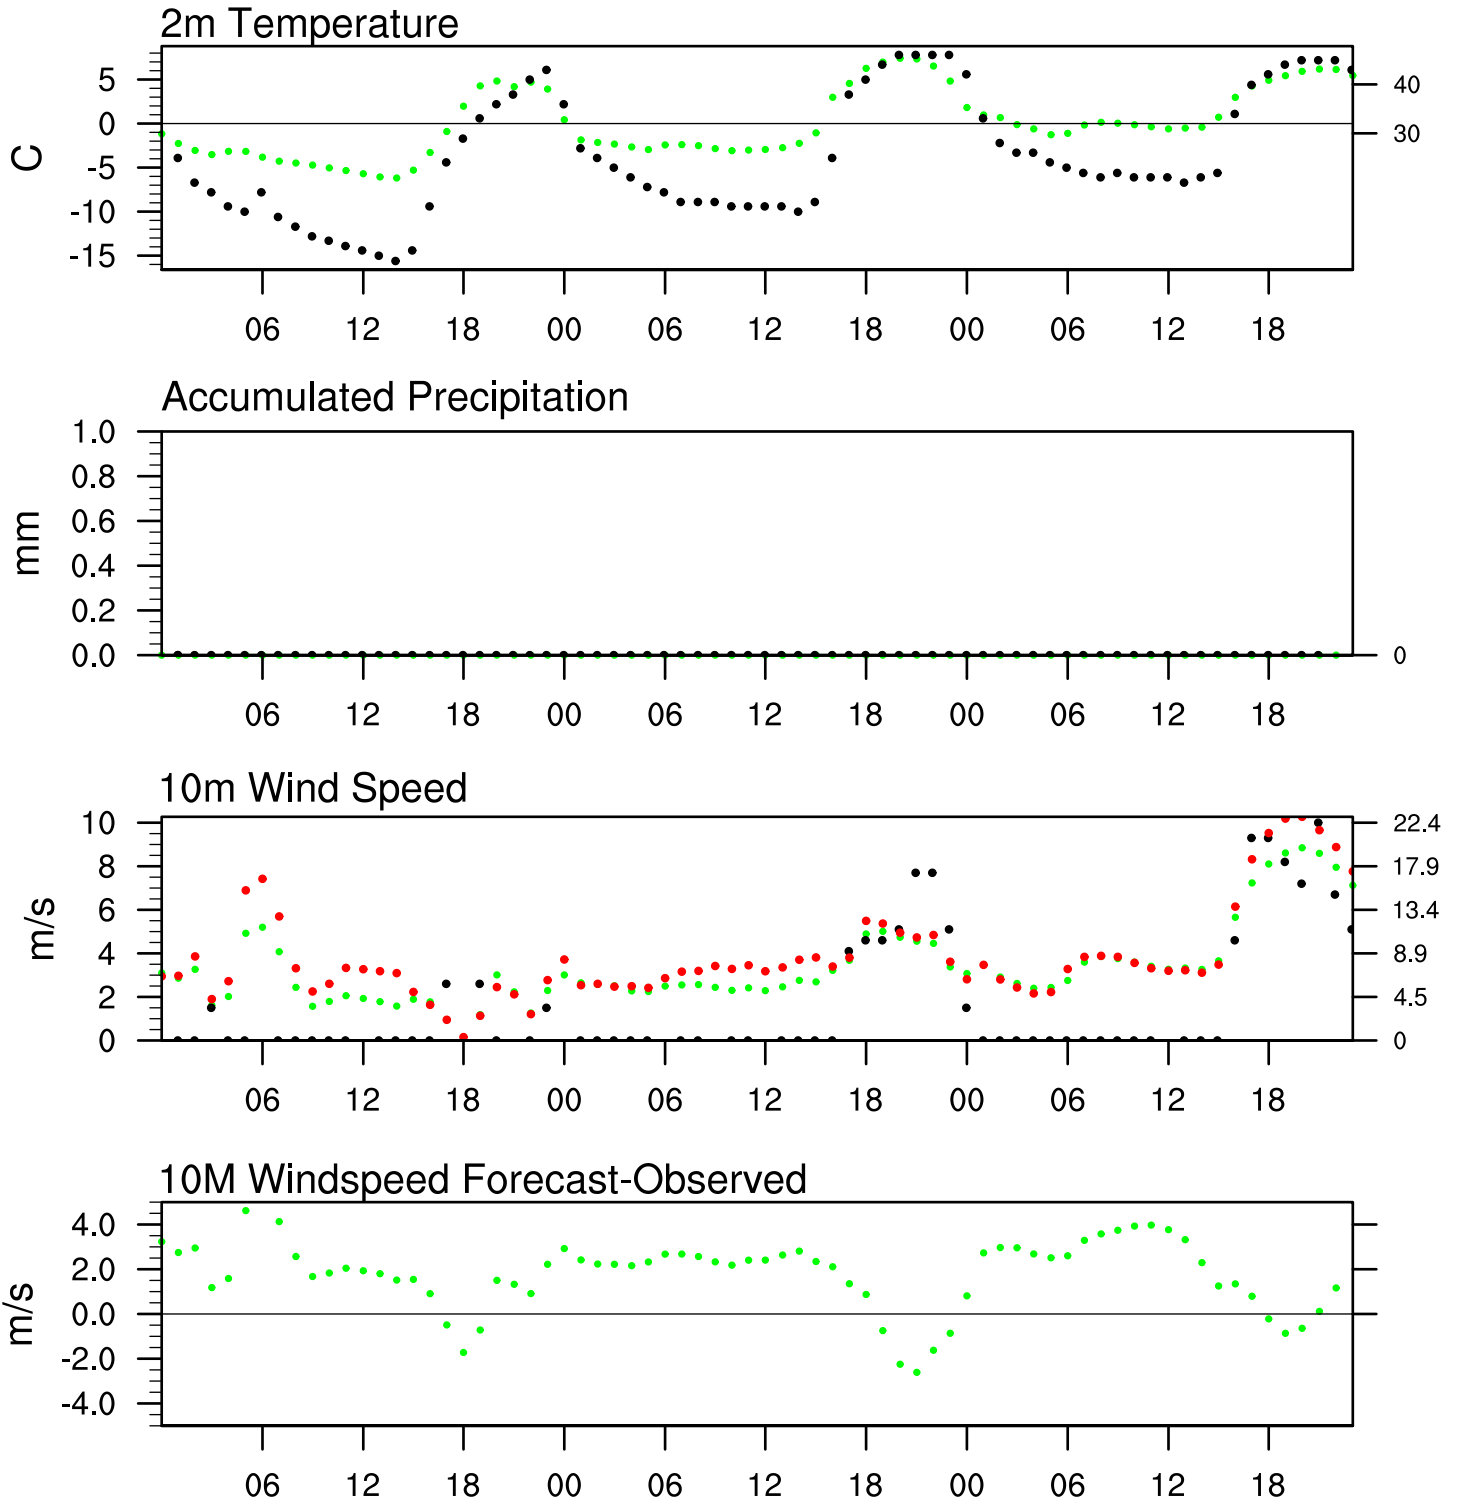 2m Temperature
5
0
-5
-10
-15
C
40
30
06 12 18 00 06 12 18 00 06 12 18
Accumulated Precipitation
1.0
0.8
0.6
0.4
0.2
0.0
mm
0
06 12 18 00 06 12 18 00 06 12 18
10m Wind Speed
10
8
6
4
2
0
m/s
22.4
17.9
13.4
8.9
4.5
0
06 12 18 00 06 12 18 00 06 12 18
10M Windspeed Forecast-Observed
4.0
2.0
0.0
-2.0
-4.0
m/s
06 12 18 00 06 12 18 00 06 12 18